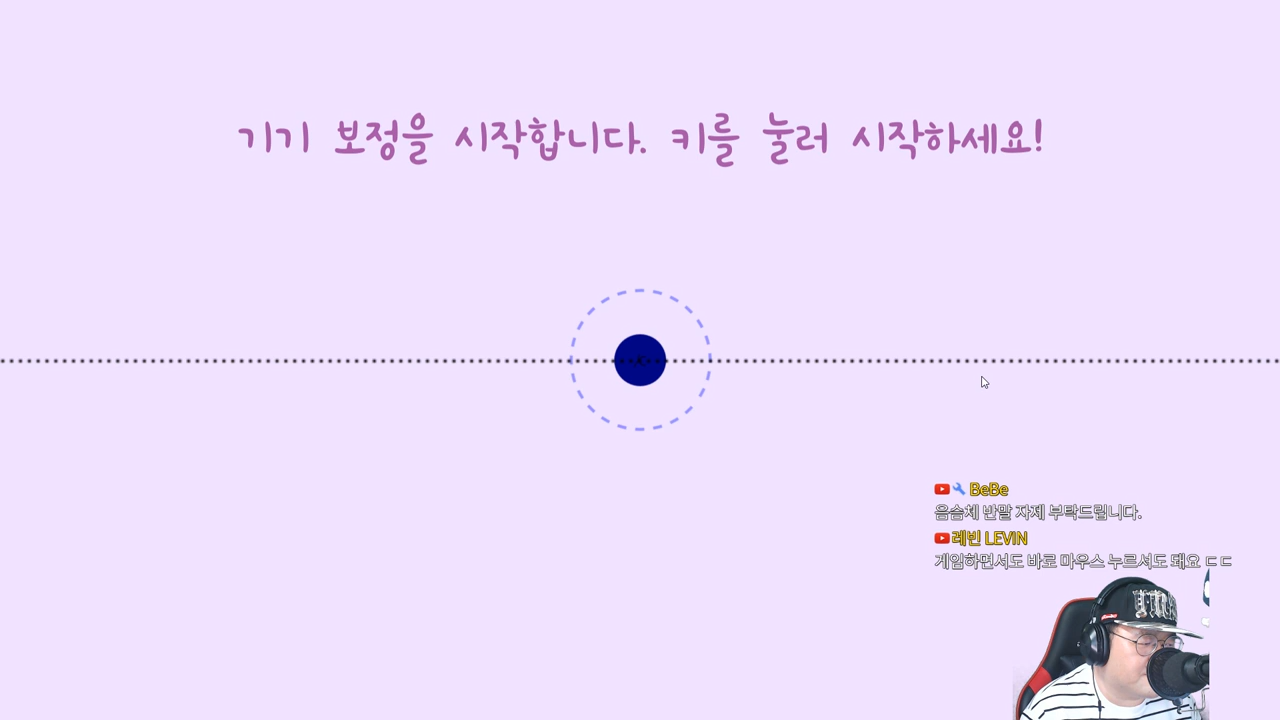 기기 보정을 시작합니다. 키를 눌러 시작하세요!
BeBe
음슴체 반말 자제 부탁드립니다.
레빈 LEVIN
게임하면서도 바로 마우스 누르셔도 돼요 ㄷㄷ